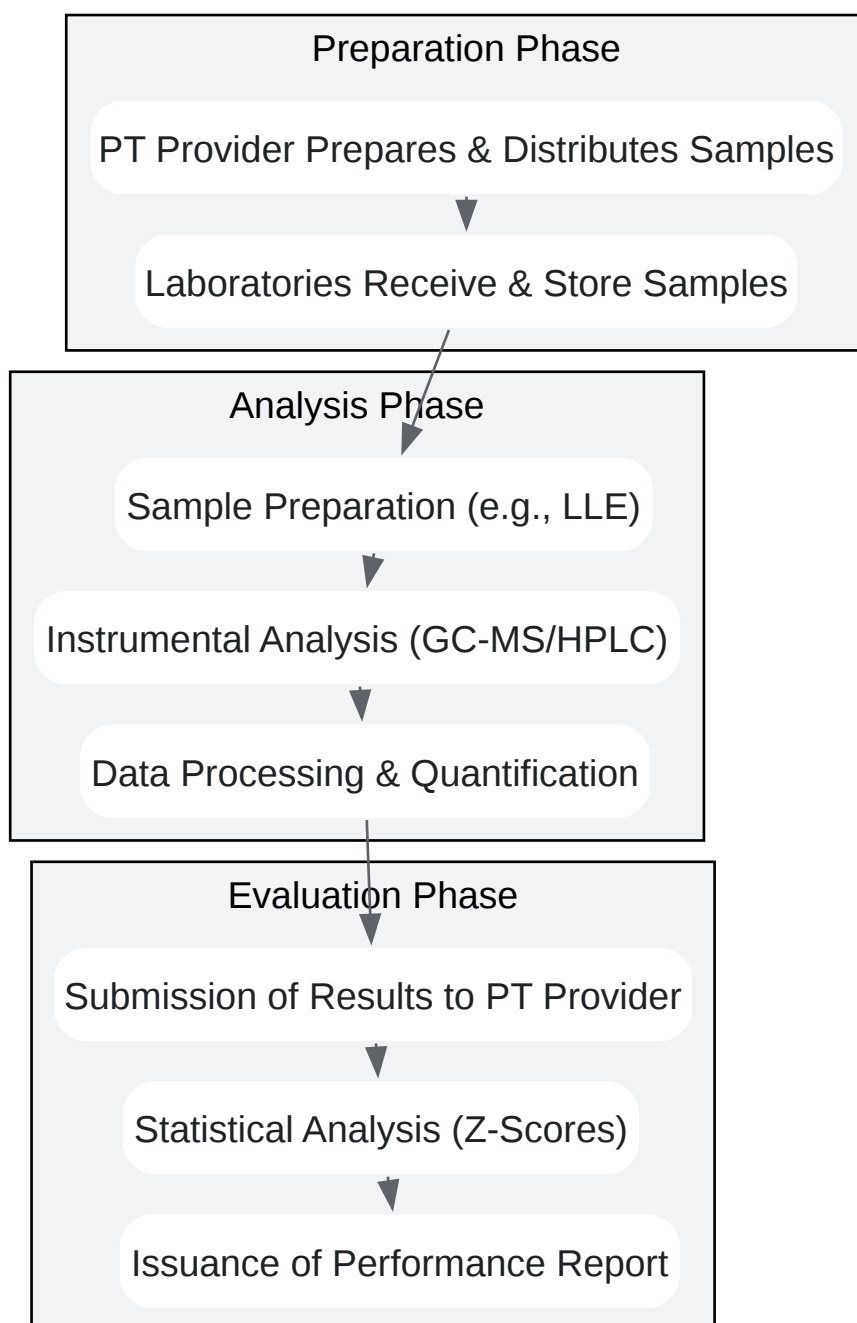 Preparation Phase
PT Provider Prepares & Distributes Samples
Laboratories Receive & Store Samples
Analysis Phase
Sample Preparation (e.g., LLE)
Instrumental Analysis (GC-MS/HPLC)
Data Processing & Quantification
Evaluation Phase
Submission of Results to PT Provider
Statistical Analysis (Z-Scores)
Issuance of Performance Report